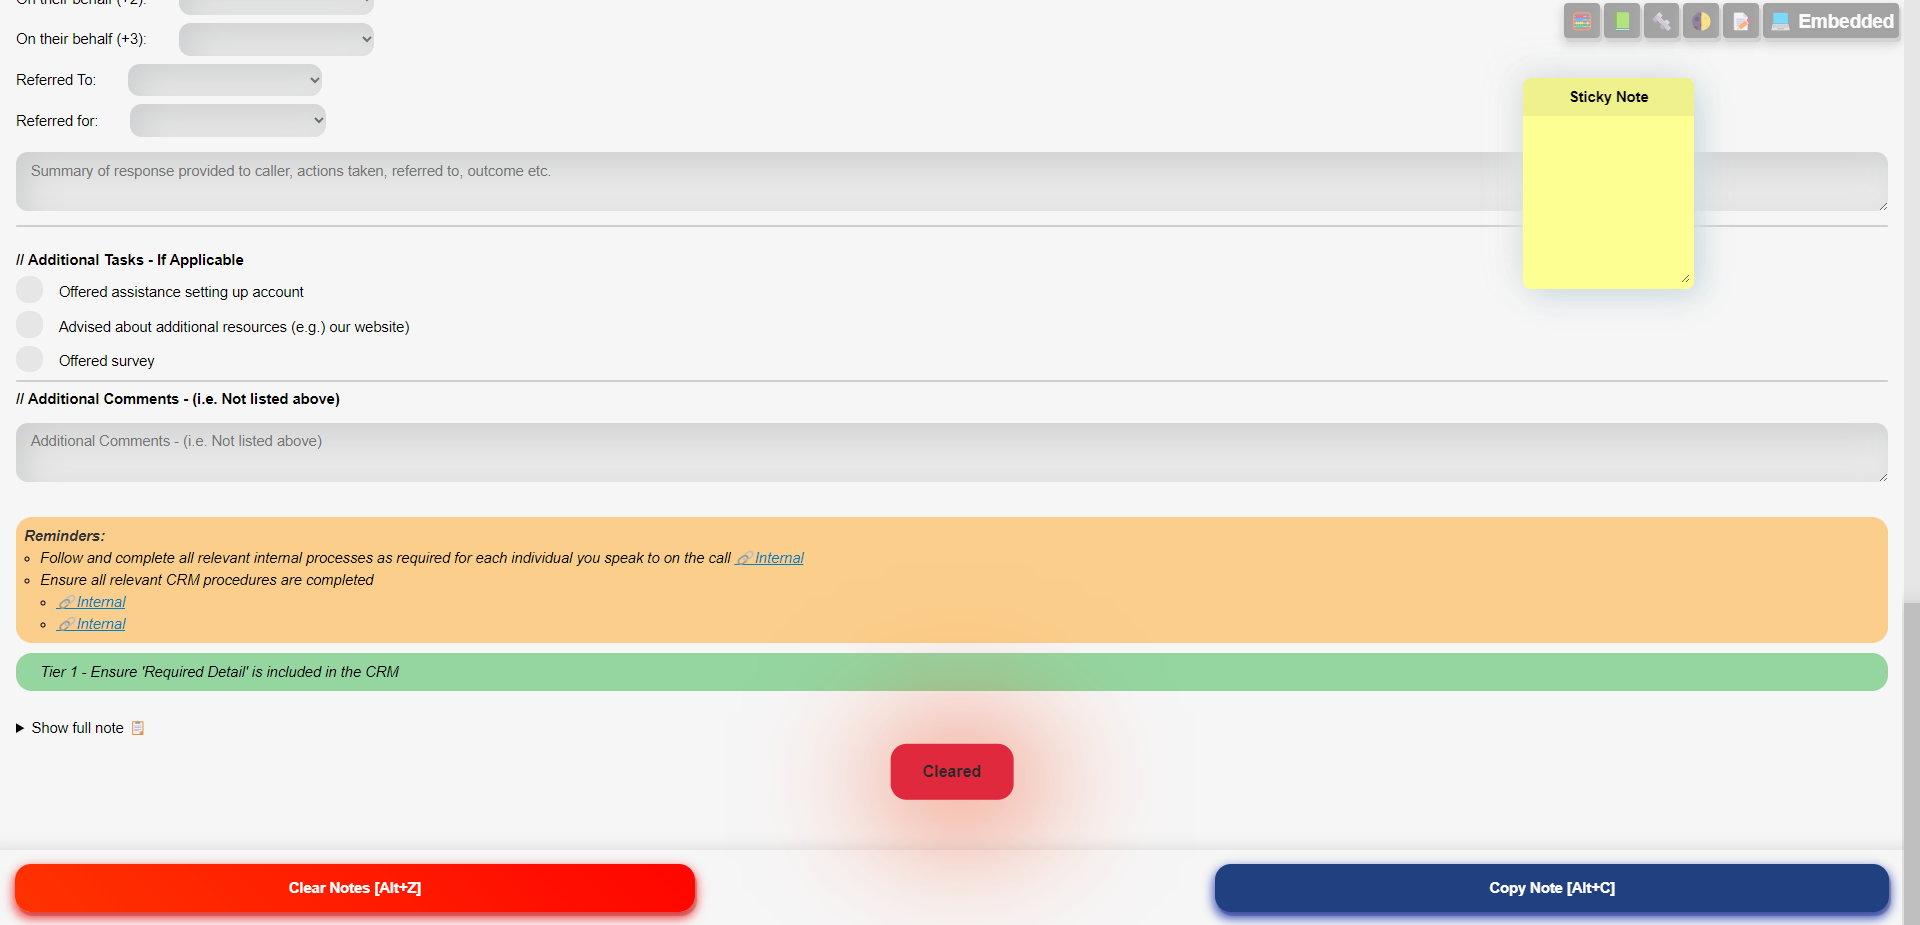 On their behalf (+2):
On their behalf (+3):
Embedded
Referred To:
Referred for:
Sticky Note
Summary of response provided to caller, actions taken, referred to, outcome etc.
// Additional Tasks - If Applicable
Offered assistance setting up account
Advised about additional resources (e.g.) our website)
Offered survey
// Additional Comments - (i.e. Not listed above)
Additional Comments - (i.e. Not listed above)
Reminders:
Follow and complete all relevant internal processes as required for each individual you speak to on the call Internal
Ensure all relevant CRM procedures are completed
Internal
Internal
Tier 1 - Ensure 'Required Detail' is included in the CRM
Show full note
Cleared
Clear Notes [Alt+Z]
Copy Note [Alt+C]